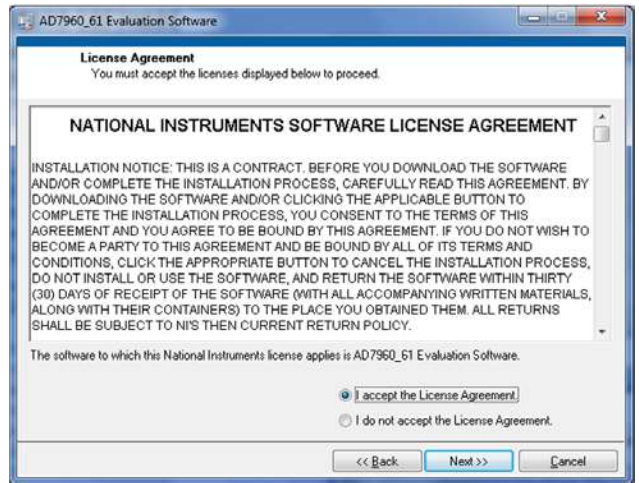 AD7960_61 Evaluation Software
License Agreement
You must accept the licenses displayed below to proceed.
NATIONAL INSTRUMENTS SOFTWARE LICENSE AGREEMENT
INSTALLATION NOTICE: THIS IS A CONTRACT. BEFORE YOU DOWNLOAD THE SOFTWARE
AND/OR COMPLETE THE INSTALLATION PROCESS, CAREFULLY READ THIS AGREEMENT. BY
DOWNLOADING THE SOFTWARE AND/OR CLICKING THE APPLICABLE BUTTON TO
COMPLETE THE INSTALLATION PROCESS, YOU CONSENT TO THE TERMS OF THIS
AGREEMENT AND YOU AGREE TO BE BOUND BY THIS AGREEMENT. IF YOU DO NOT WISH TO
BECOME A PARTY TO THIS AGREEMENT AND BE BOUND BY ALL OF ITS TERMS AND
CONDITIONS, CLICK THE APPROPRIATE BUTTON TO CANCEL THE INSTALLATION PROCESS,
DO NOT INSTALL OR USE THE SOFTWARE, AND RETURN THE SOFTWARE WITHIN THIRTY
(30) DAYS OF RECEIPT OF THE SOFTWARE (WITH ALL ACCOMPANYING WRITTEN MATERIALS,
ALONG WITH THEIR CONTAINERS) TO THE PLACE YOU OBTAINED THEM. ALL RETURNS
SHALL BE SUBJECT TO NI'S THEN CURRENT RETURN POLICY.
The software to which this National Instruments license applies is AD7960_61 Evaluation Software.
I accept the License Agreement.
I do not accept the License Agreement.
<< Back Next >> Cancel